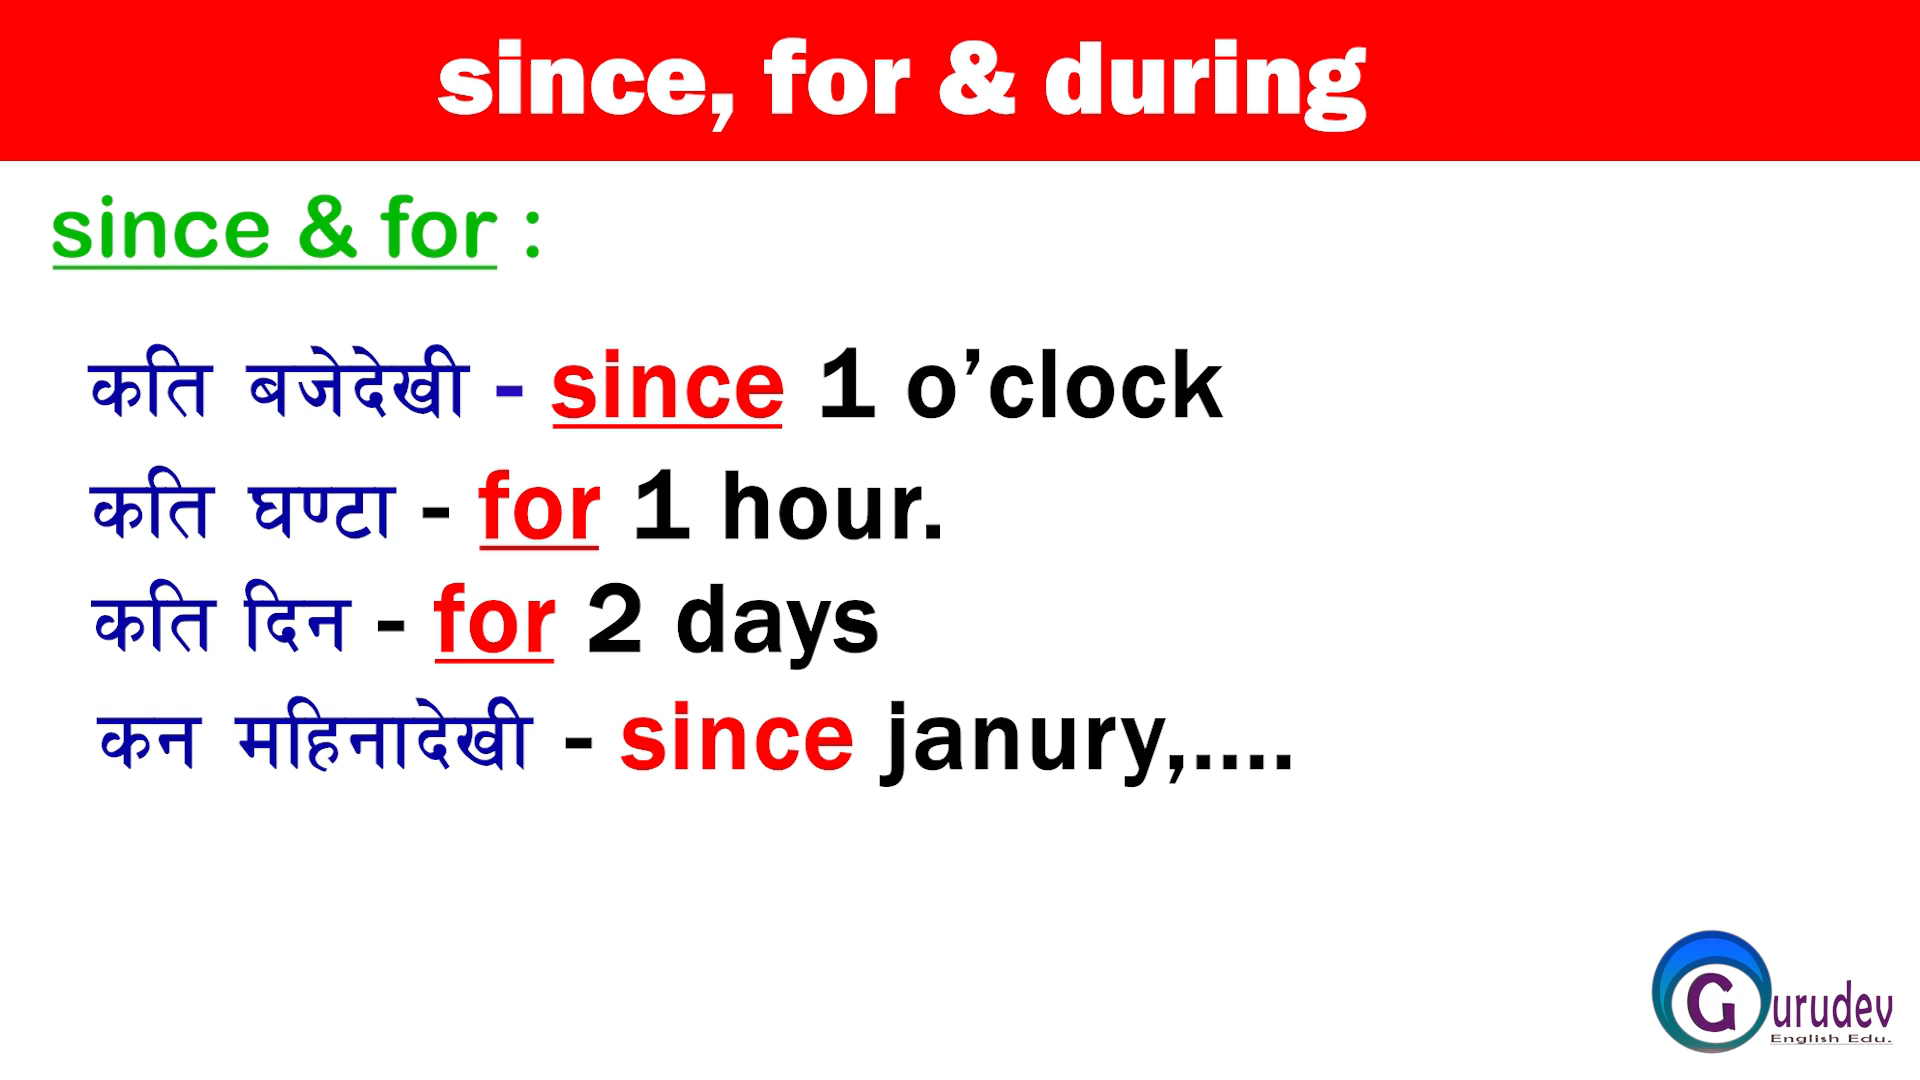 since, for & during
since & for :
कति बजेदेखी - since 1 o’clock
कति घण्टा - for 1 hour.
कति दिन - for 2 days
कन महिनादेखी - since janury,....
Gurudev
English Edu.